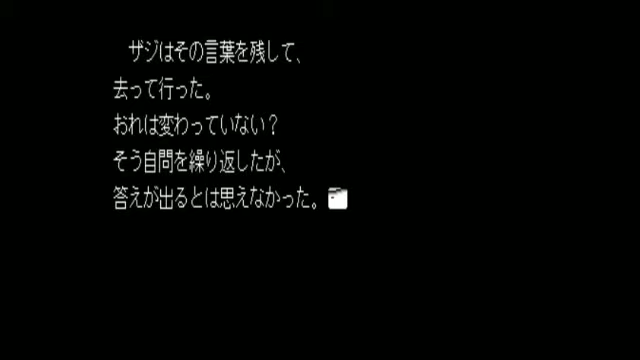 ザジはその言葉を残して、
去って行った。
おれは変わっていない？
そう自問を繰り返したが、
答えが出るとは思えなかった。